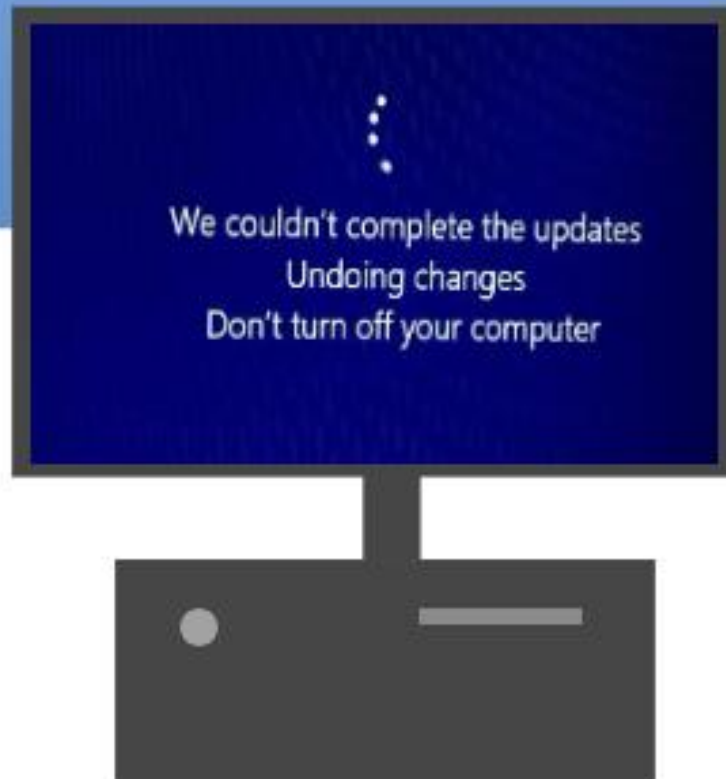 We couldn't complete the updates
Undoing changes
Don't turn off your computer